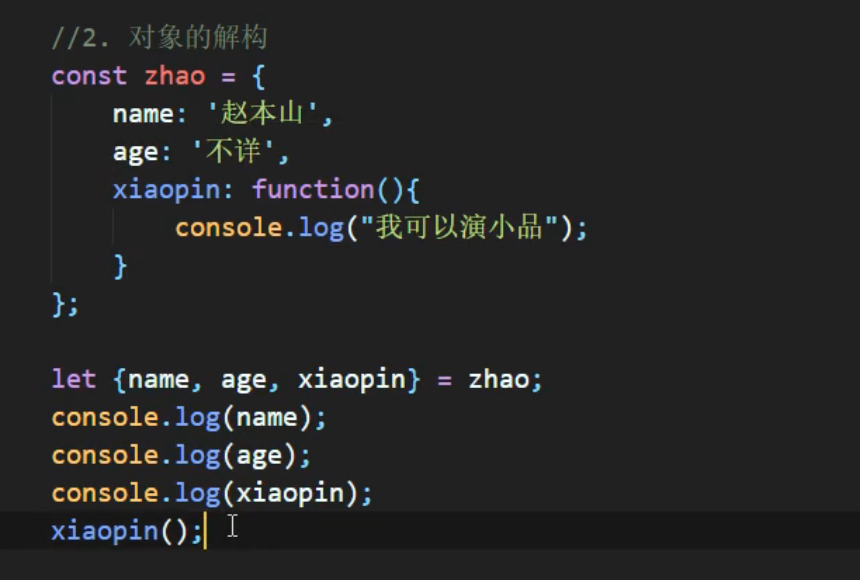 //2. 对象的解构
const zhao = {
    name: '赵本山',
    age: '不详',
    xiaopin: function(){
        console.log("我可以演小品");
    }
};
let {name, age, xiaopin} = zhao;
console.log(name);
console.log(age);
console.log(xiaopin);
xiaopin();